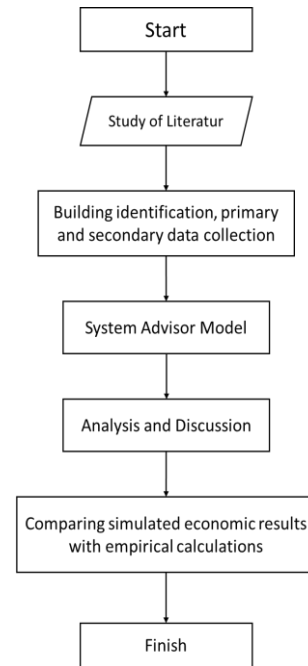 Start
Study of Literatur
Building identification, primary
and secondary data collection
System Advisor Model
Analysis and Discussion
Comparing simulated economic results
with empirical calculations
Finish